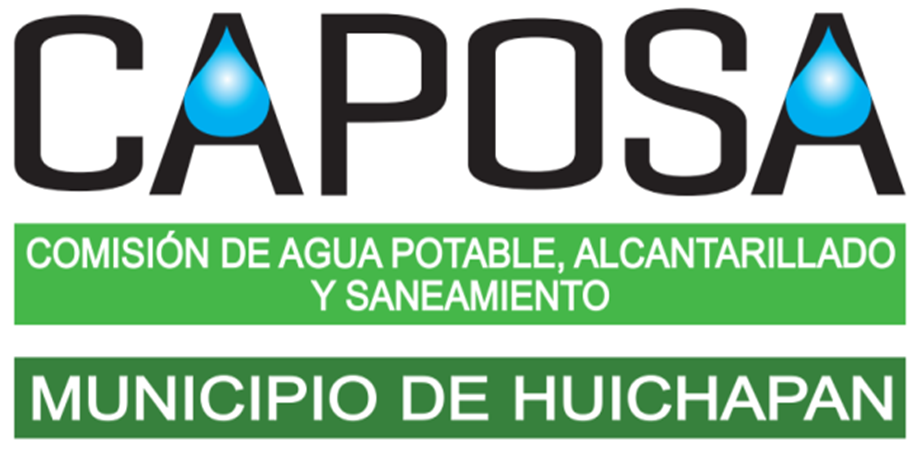 CAPOSA
COMISIÓN DE AGUA POTABLE, ALCANTARILLADO
Y SANEAMIENTO
MUNICIPIO DE HUICHAPAN